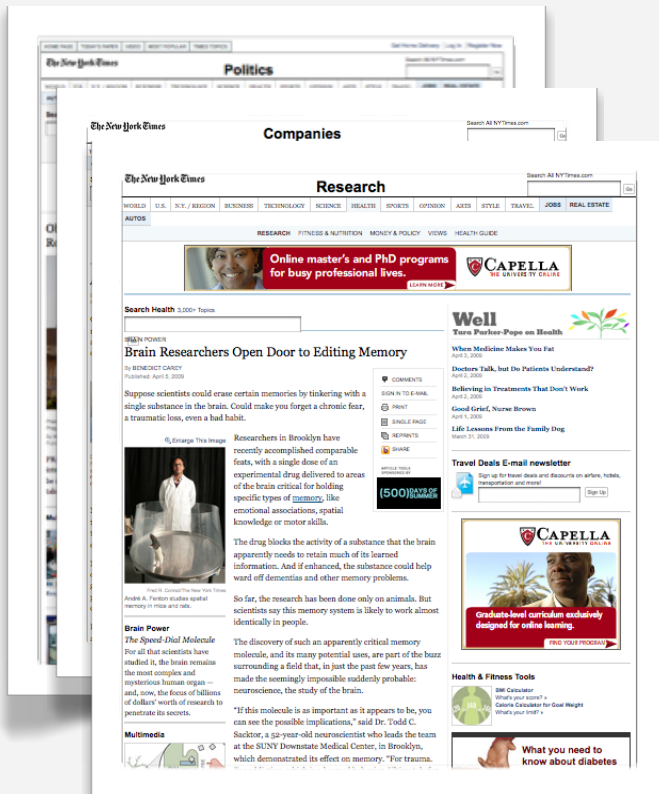 HOME PAGE TODAY'S PAPER VIDEO MOST POPULAR TIMES TOPICS
Get Home Delivery Log In Register Now
The New York Times
Politics
The New York Times
Companies
Search All NYTimes.com
Go
The New York Times
Research
Search All NYTimes.com
Go
WORLD U.S. N.Y. / REGION BUSINESS TECHNOLOGY SCIENCE HEALTH SPORTS OPINION ARTS STYLE TRAVEL JOBS REAL ESTATE
AUTOS
RESEARCH FITNESS & NUTRITION MONEY & POLICY VIEWS HEALTH GUIDE
Online master's and PhD programs
for busy professional lives.
LEARN MORE
CAPELLA
THE UNIVERSITY ONLINE
Search Health 3,000+ Topics
BRAIN POWER
Brain Researchers Open Door to Editing Memory
By BENEDICT CAREY
Published: April 5, 2009
Suppose scientists could erase certain memories by tinkering with a
single substance in the brain. Could make you forget a chronic fear,
a traumatic loss, even a bad habit.
COMMENTS
SIGN IN TO E-MAIL
PRINT
SINGLE PAGE
REPRINTS
SHARE
ARTICLE TOOLS
SPONSORED BY
(500) DAYS OF
SUMMER
Enlarge This Image
Fred R. Conrad/The New York Times
André A. Fenton studies spatial
memory in mice and rats.
Brain Power
The Speed-Dial Molecule
For all that scientists have
studied it, the brain remains
the most complex and
mysterious human organ —
and, now, the focus of billions
of dollars' worth of research to
penetrate its secrets.
Multimedia
Researchers in Brooklyn have
recently accomplished comparable
feats, with a single dose of an
experimental drug delivered to areas
of the brain critical for holding
specific types of memory, like
emotional associations, spatial
knowledge or motor skills.
The drug blocks the activity of a substance that the brain
apparently needs to retain much of its learned
information. And if enhanced, the substance could help
ward off dementias and other memory problems.
So far, the research has been done only on animals. But
scientists say this memory system is likely to work almost
identically in people.
The discovery of such an apparently critical memory
molecule, and its many potential uses, are part of the buzz
surrounding a field that, in just the past few years, has
made the seemingly impossible suddenly probable:
neuroscience, the study of the brain.
"If this molecule is as important as it appears to be, you
can see the possible implications," said Dr. Todd C.
Sacktor, a 52-year-old neuroscientist who leads the team
at the SUNY Downstate Medical Center, in Brooklyn,
which demonstrated its effect on memory. "For trauma.
Well
Tara Parker-Pope on Health
When Medicine Makes You Fat
April 3, 2009
Doctors Talk, but Do Patients Understand?
April 2, 2009
Believing in Treatments That Don't Work
April 2, 2009
Good Grief, Nurse Brown
April 1, 2009
Life Lessons From the Family Dog
March 31, 2009
Travel Deals E-mail newsletter
Sign up for travel deals and discounts on airfare, hotels,
transportation and more!
Sign Up
CAPELLA
THE UNIVERSITY ONLINE
Graduate-level curriculum exclusively
designed for online learning.
FIND YOUR PROGRAM
Health & Fitness Tools
BMI Calculator
What's your score? »
Calorie Calculator for Goal Weight
What's your limit? »
What you need to
know about diabetes